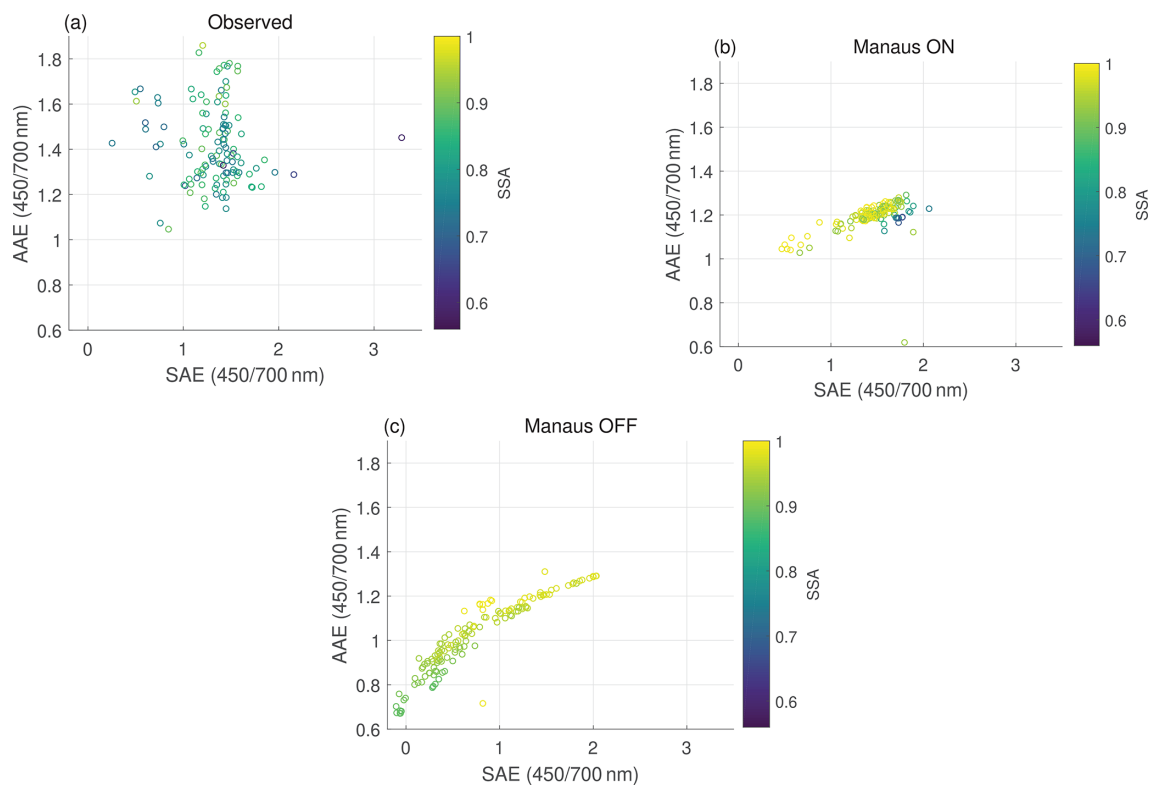 (a)
Observed
AAE (450/700 nm)
1.8
1.6
1.4
1.2
1
0.8
0.6
0 1 2 3
SAE (450/700 nm)
1
0.9
0.8
0.7
0.6
SSA
(b)
Manaus ON
AAE (450/700 nm)
1.8
1.6
1.4
1.2
1
0.8
0.6
0 1 2 3
SAE (450/700 nm)
1
0.9
0.8
0.7
0.6
SSA
(c)
Manaus OFF
AAE (450/700 nm)
1.8
1.6
1.4
1.2
1
0.8
0.6
0 1 2 3
SAE (450/700 nm)
1
0.9
0.8
0.7
0.6
SSA